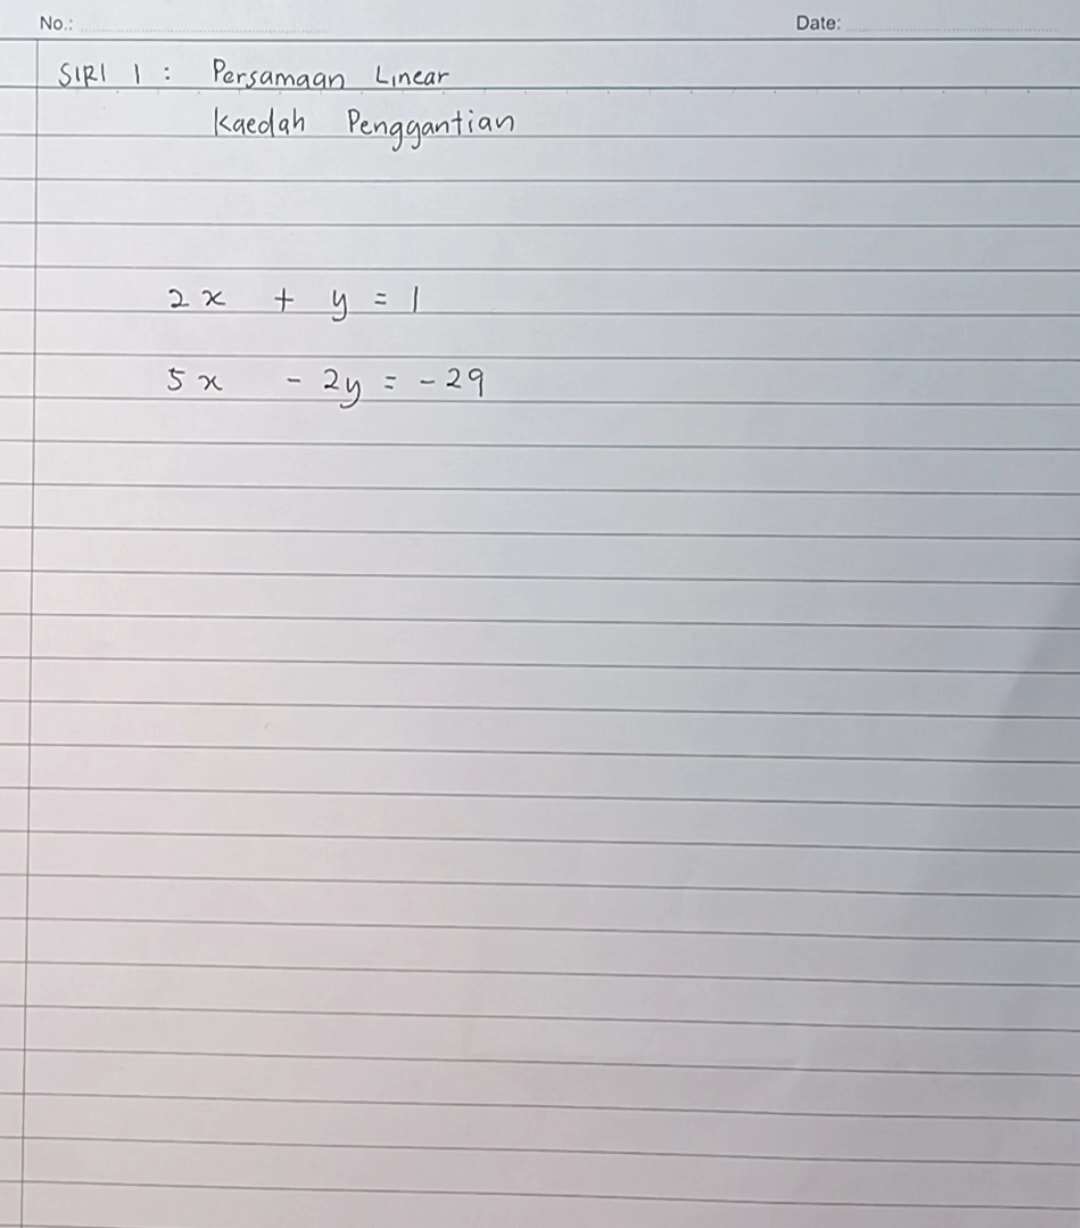 No.: Date:
SIRI 1 : Persamaan Linear
Kaedah Penggantian
2x + y = 1
5x - 2y = -29